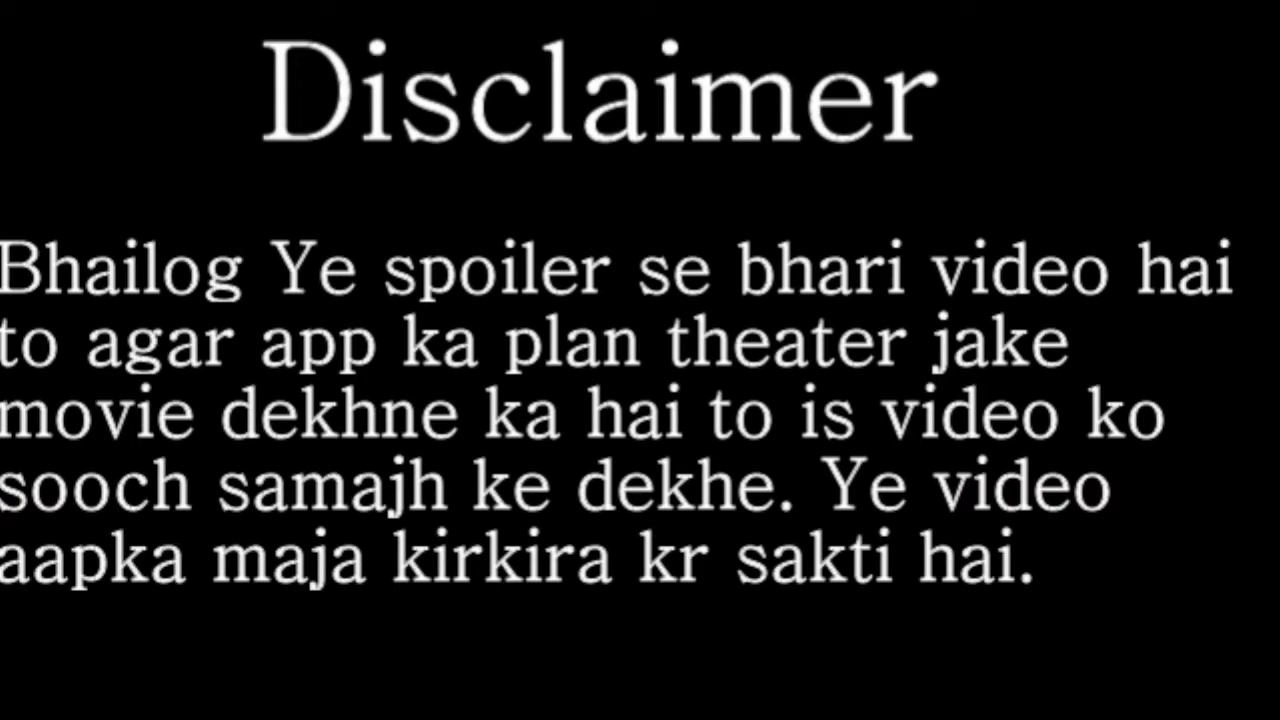 Disclaimer
Bhailog Ye spoiler se bhari video hai
to agar app ka plan theater jake
movie dekhne ka hai to is video ko
sooch samajh ke dekhe. Ye video
aapka maja kirkira kr sakti hai.